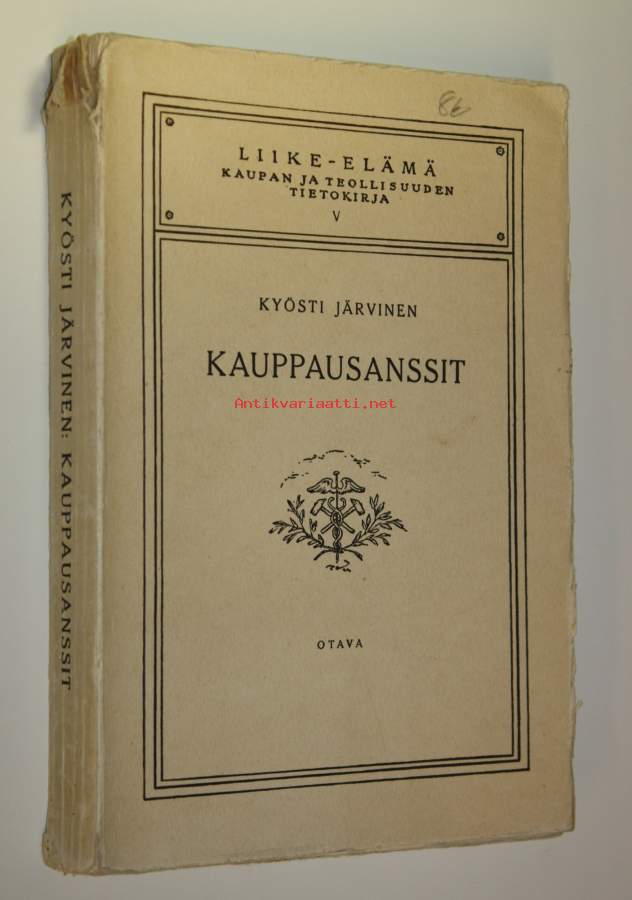 86
LIIKE-ELÄMÄ
KAUPAN JA TEOLLISUUDEN
TIETOKIRJA
V
KYÖSTI JÄRVINEN
KAUPPAUSANSSIT
Antikvariaatti.net
OTAVA
KYÖSTI JÄRVINEN: KAUPPAUSANSSIT